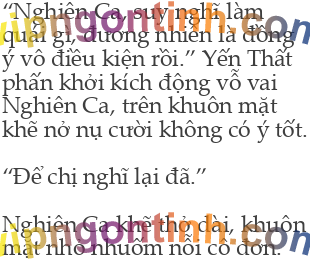 “Nghiên Ca, suy nghĩ làm
quái gì, đương nhiên là đồng
ý vô điều kiện rồi.” Yến Thất
phấn khởi kích động vỗ vai
Nghiên Ca, trên khuôn mặt
khẽ nở nụ cười không có ý tốt.
“Để chị nghĩ lại đã.”
Nghiên Ca khẽ thở dài, khuôn
mặt nhỏ nhuốm nỗi cô đơn.